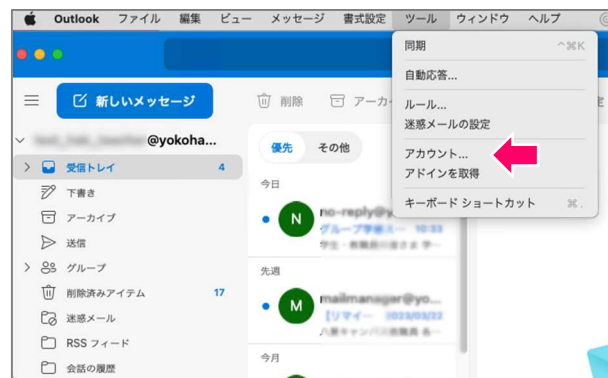 Outlook ファイル 編集 ビュー メッセージ 書式設定 ツール ウィンドウ ヘルプ
同期 ^⌘K
自動応答...
ルール...
迷惑メールの設定
アカウント...
アドインを取得
キーボード ショートカット ⌘.
新しいメッセージ
削除
アーカ
@yokoha...
受信トレイ 4
下書き
アーカイブ
送信
グループ
削除済みアイテム 17
迷惑メール
RSS フィード
会話の履歴
優先 その他
今日
N
no-reply@y
10:33
先週
M
mailmanager@yo...
今月